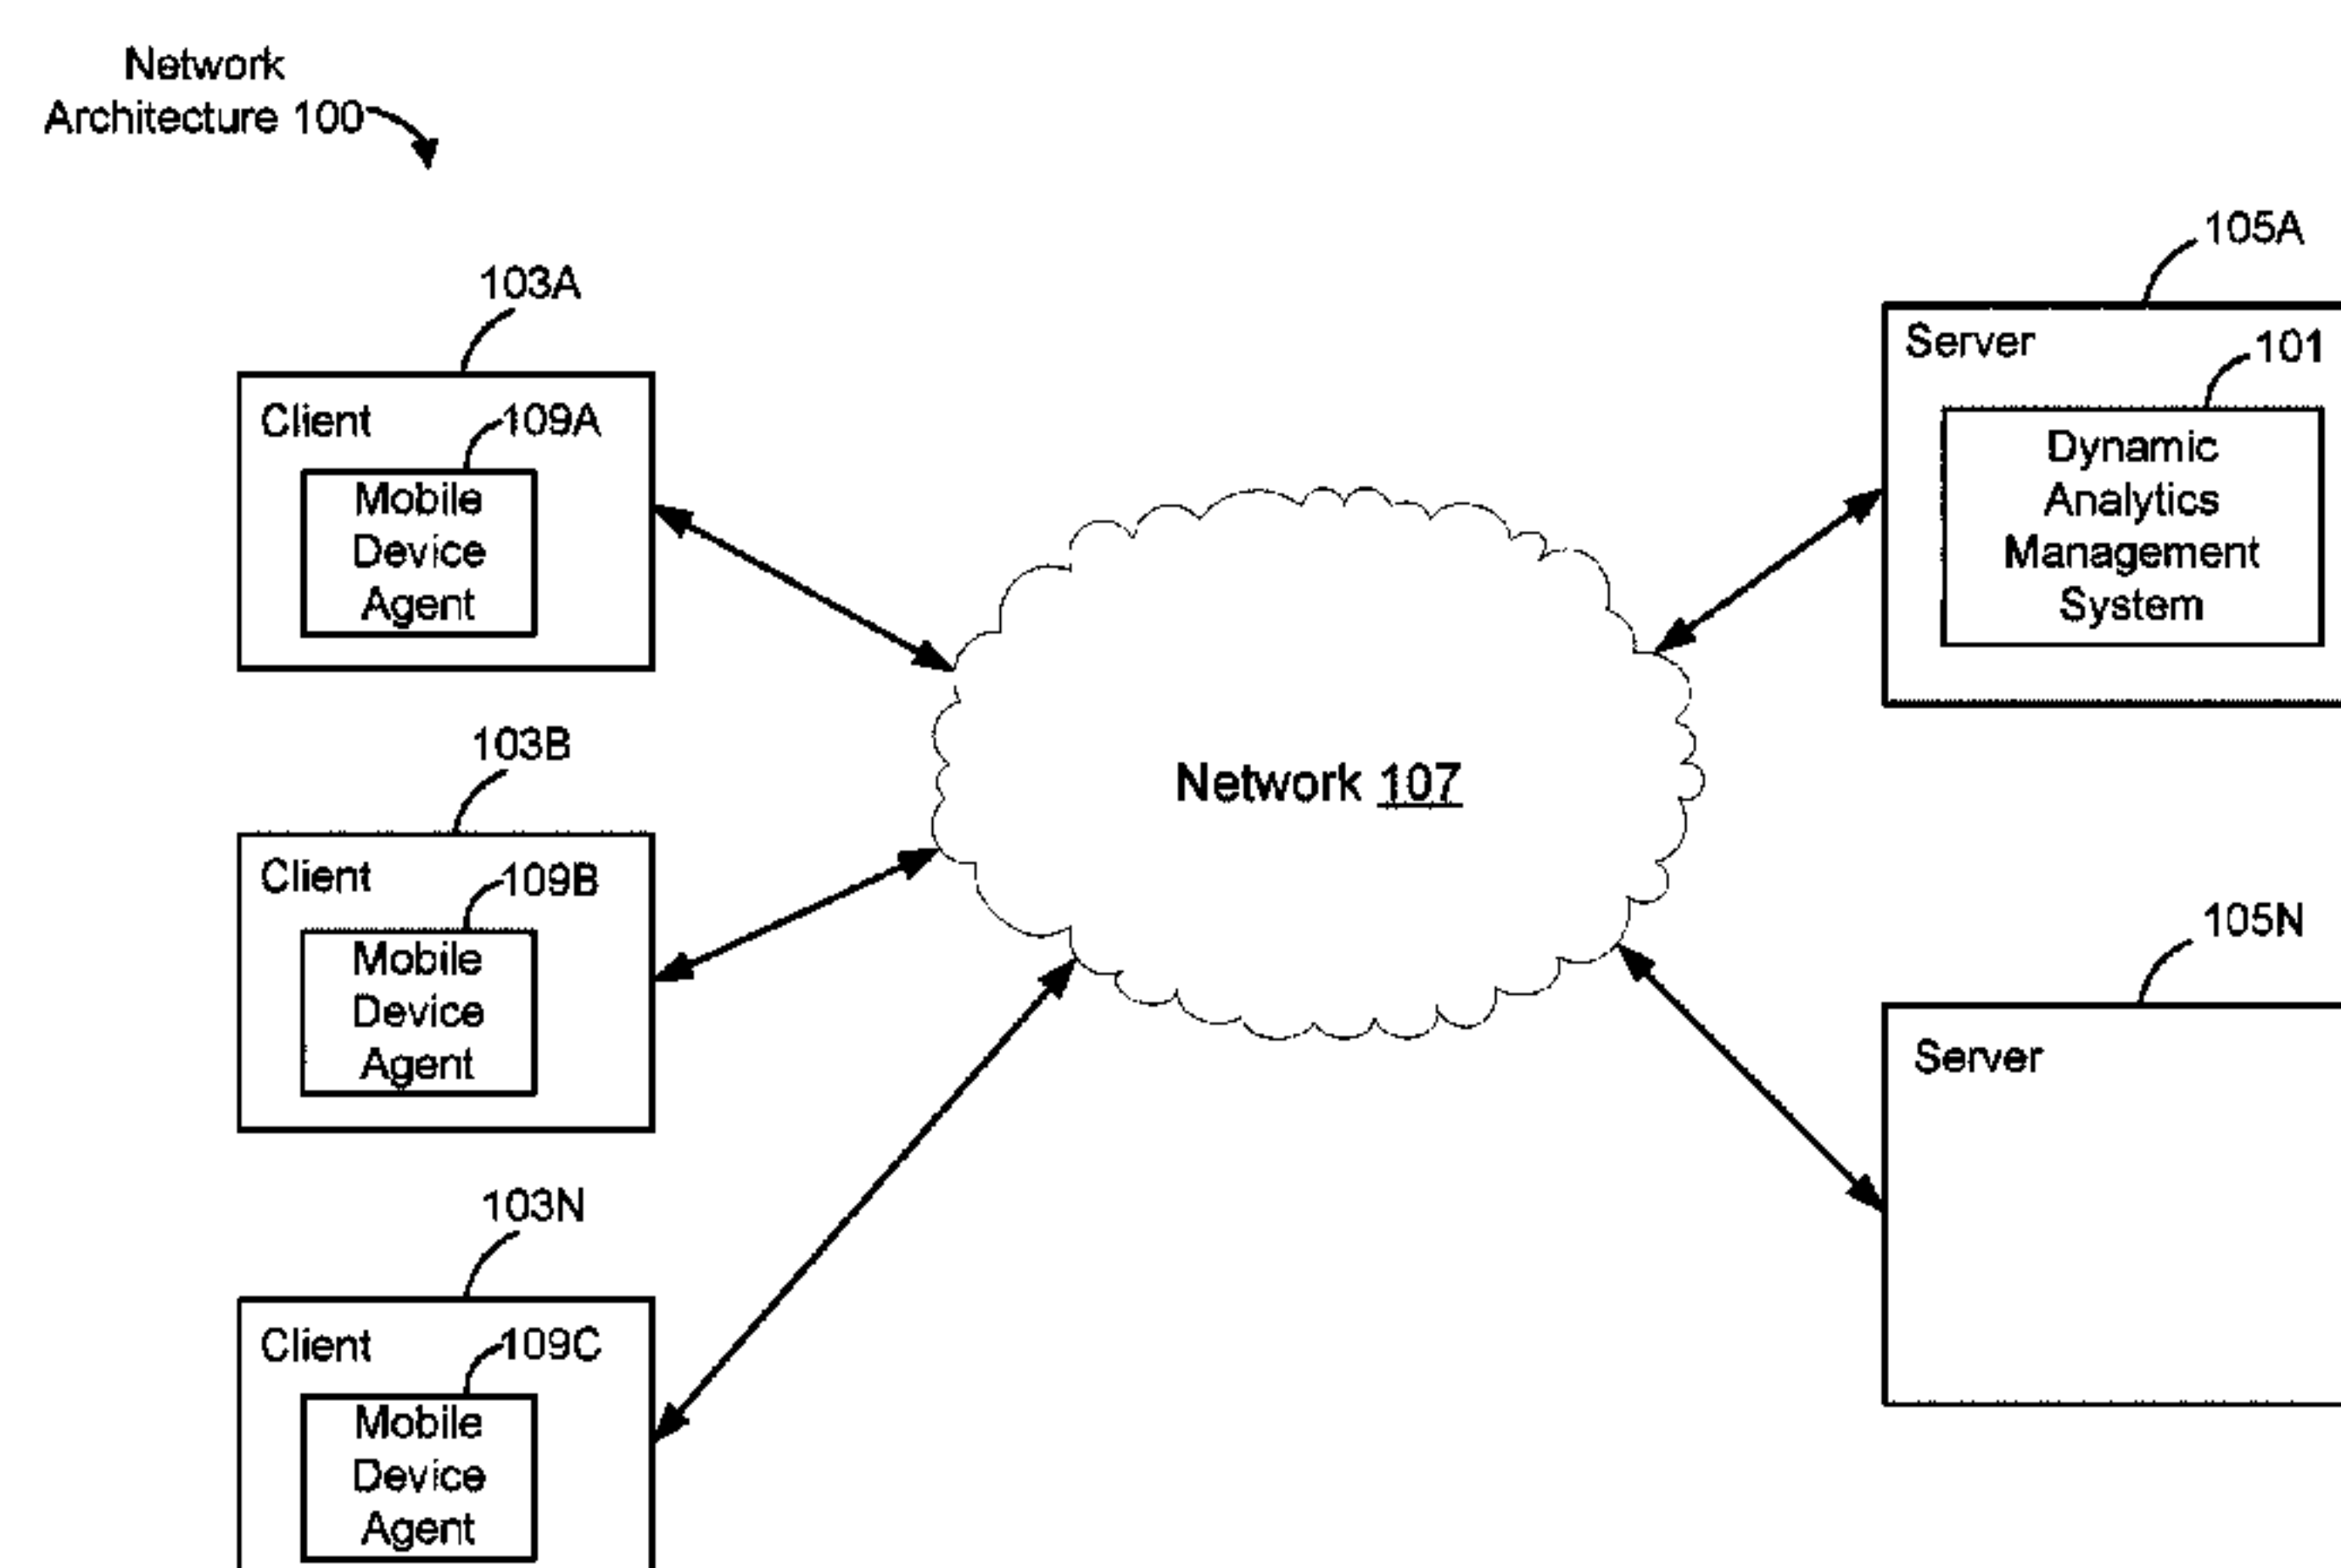 Network
Architecture 100
103A
Client
109A
Mobile
Device
Agent
103B
Client
109B
Mobile
Device
Agent
103N
Client
109C
Mobile
Device
Agent
Network 107
105A
Server
101
Dynamic
Analytics
Management
System
105N
Server